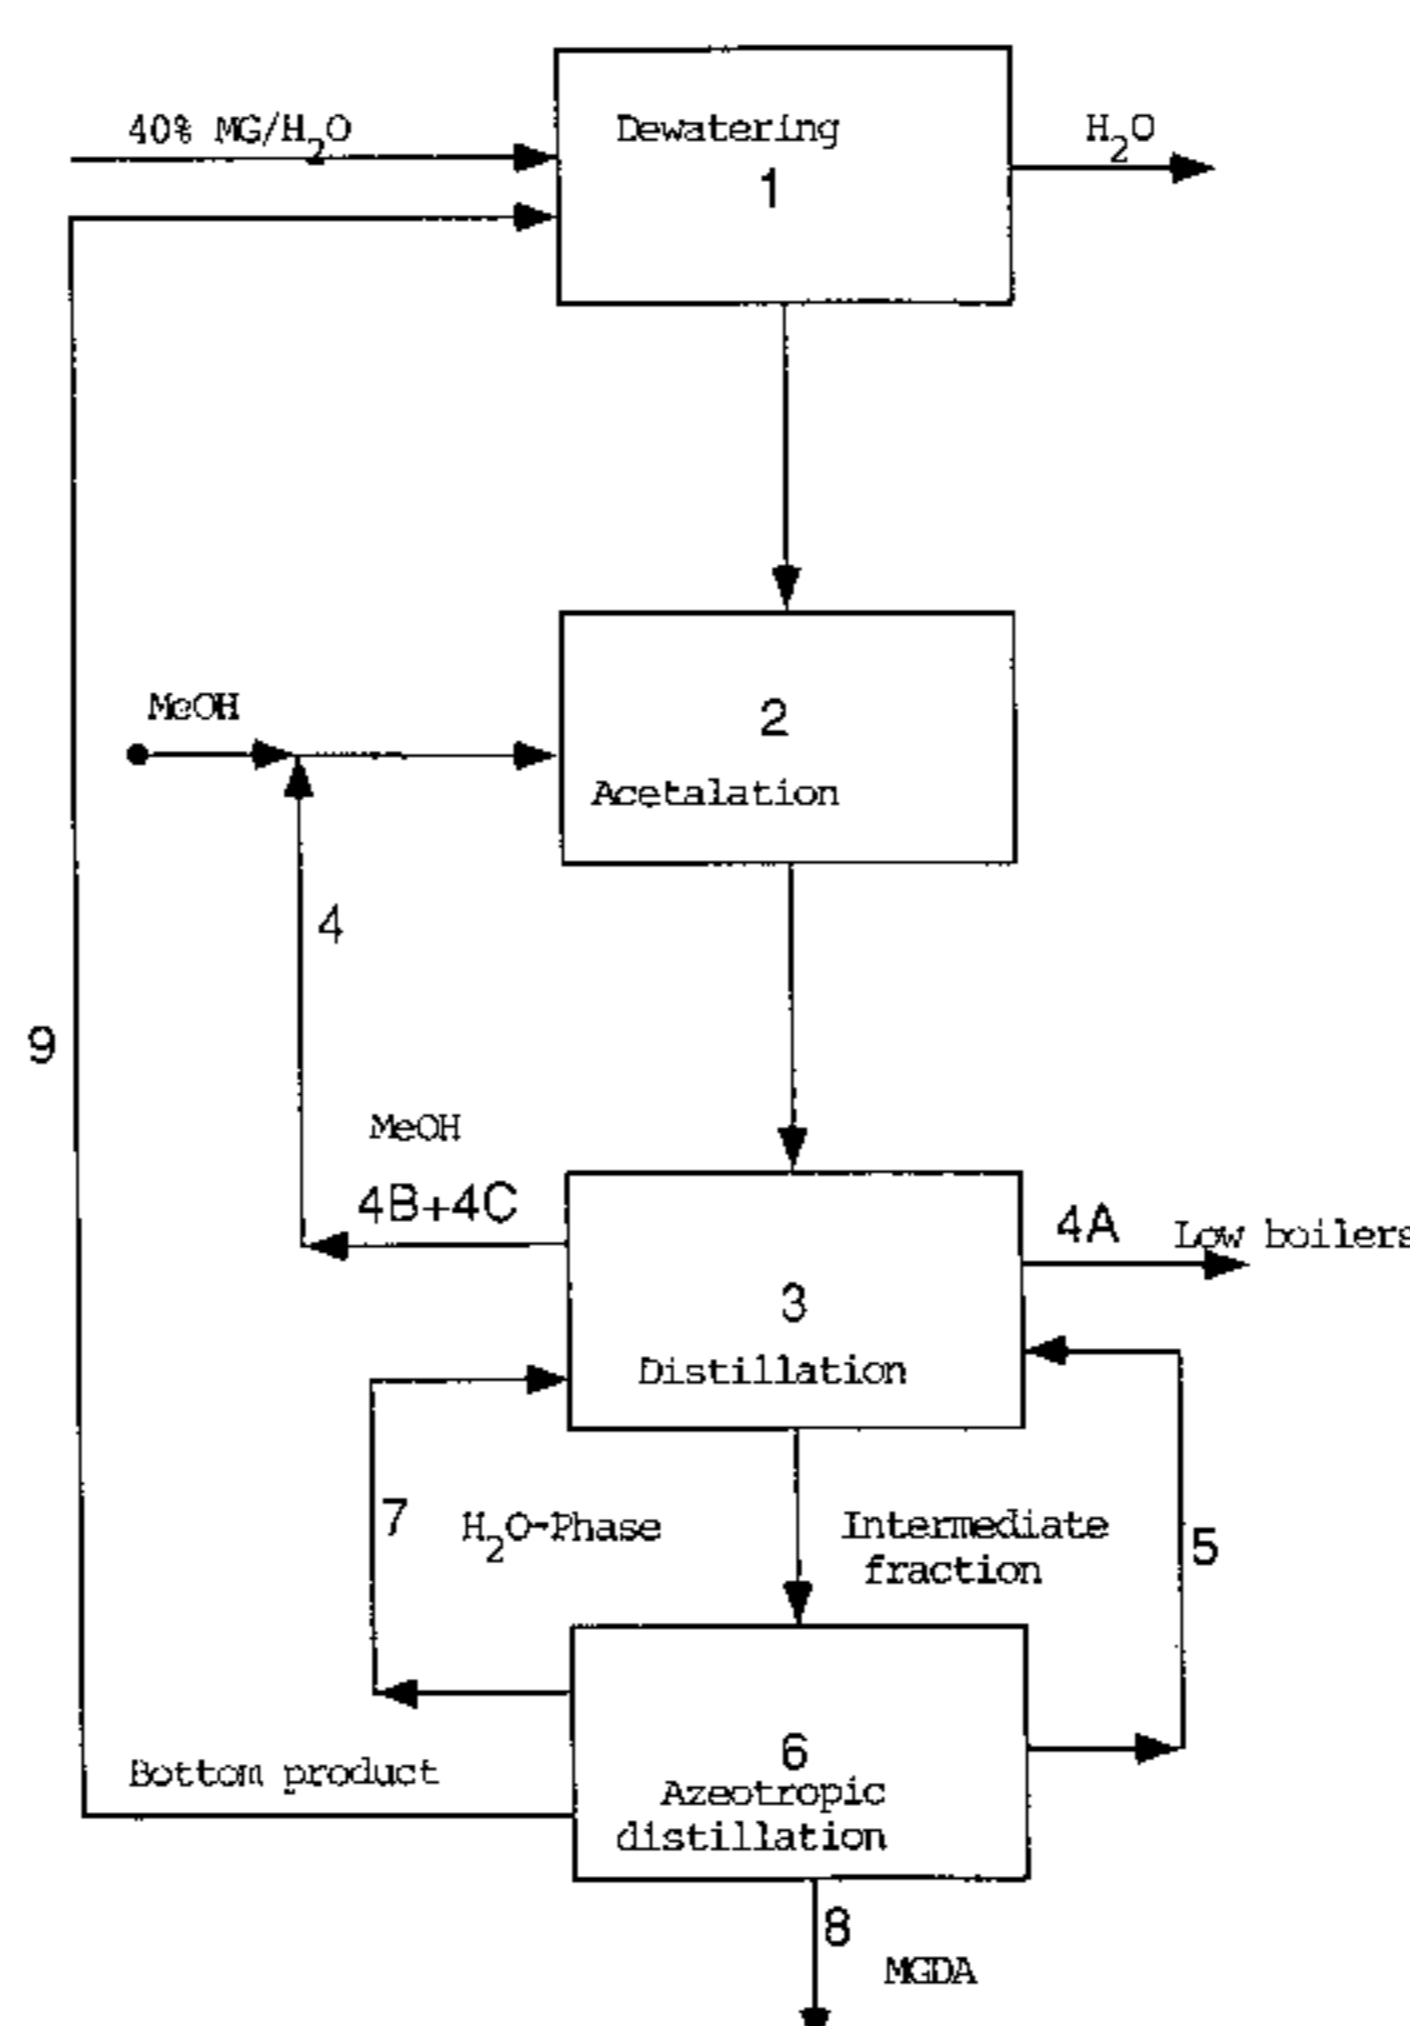 40% MG/H₂O
Dewatering
1
H₂O
MeOH
2
Acetalation
4
9
MeOH
4B+4C
4A
Low boilers
3
Distillation
7
H₂O-Phase
Intermediate
fraction
5
Bottom product
6
Azeotropic
distillation
8
MGDA